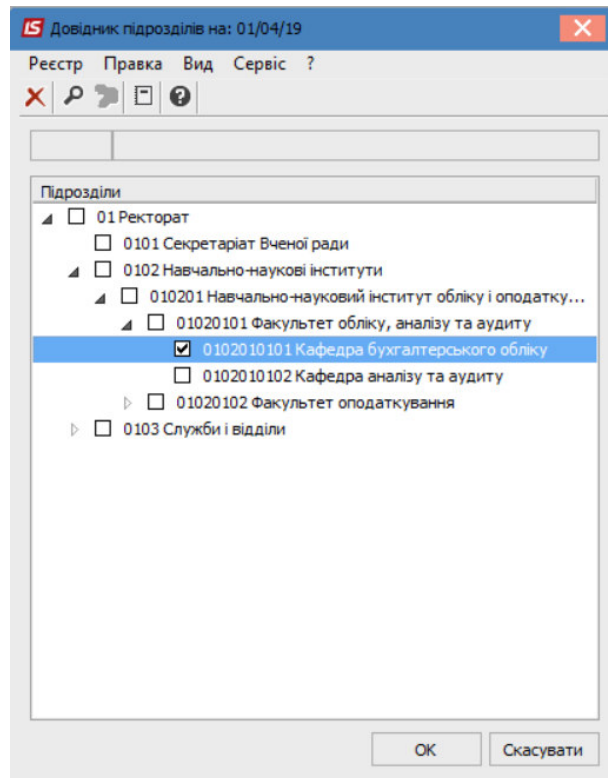 IS Довідник підрозділів на: 01/04/19
Реєстр Правка Вид Сервіс ?
Підрозділи
01 Ректорат
0101 Секретаріат Вченої ради
0102 Навчально-наукові інститути
010201 Навчально-науковий інститут обліку і оподатку...
01020101 Факультет обліку, аналізу та аудиту
0102010101 Кафедра бухгалтерського обліку
0102010102 Кафедра аналізу та аудиту
01020102 Факультет оподаткування
0103 Служби і відділи
ОК Скасувати